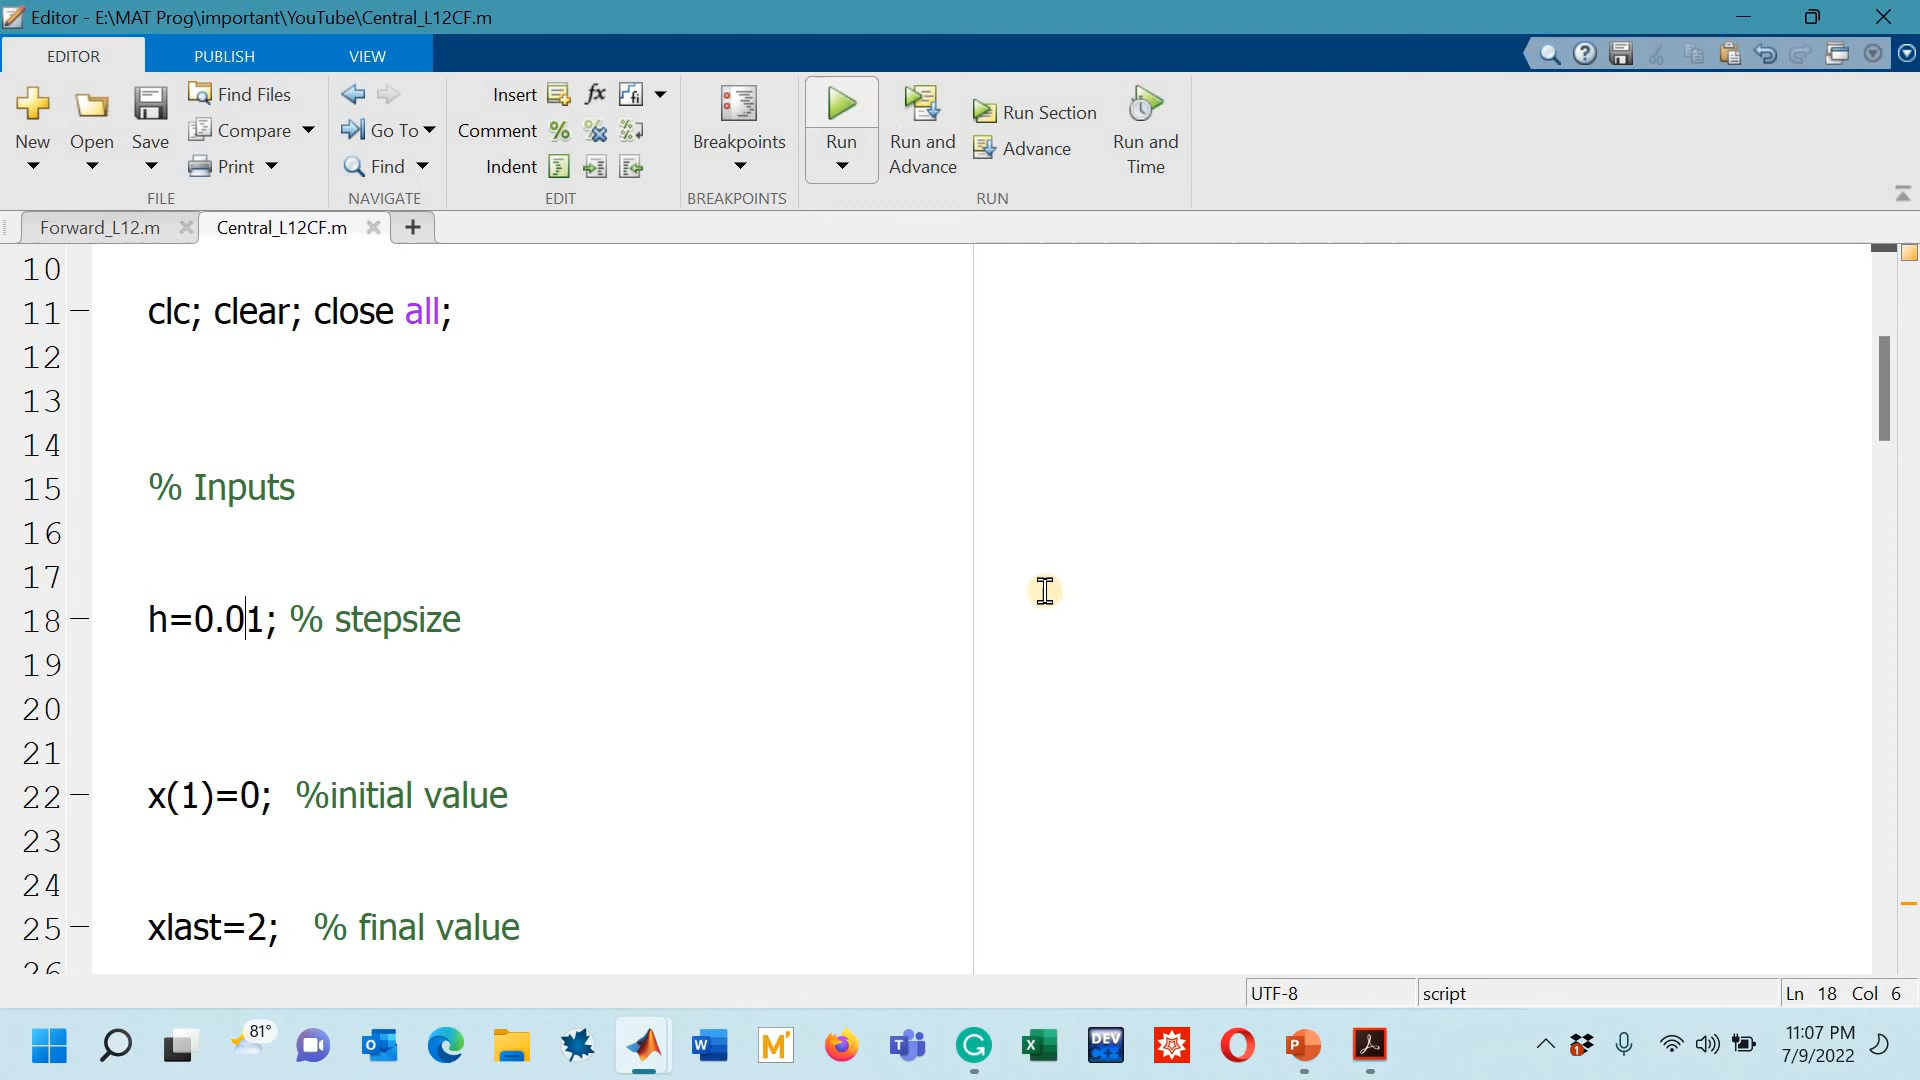 Editor - E:\MAT Prog\important\YouTube\Central_L12CF.m
EDITOR PUBLISH VIEW
New
Open
Save
Find Files
Compare
Print
FILE
Go To
Find
NAVIGATE
Insert fx
Comment
Indent
EDIT
Breakpoints
BREAKPOINTS
Run
Run and Advance
Run Section
Advance
Run and Time
RUN
Forward_L12.m Central_L12CF.m +
10
11 clc; clear; close all;
12
13
14
15 % Inputs
16
17
18 h=0.01; % stepsize
19
20
21
22 x(1)=0; %initial value
23
24
25 xlast=2; % final value
26
UTF-8 script Ln 18 Col 6
81° 11:07 PM
7/9/2022